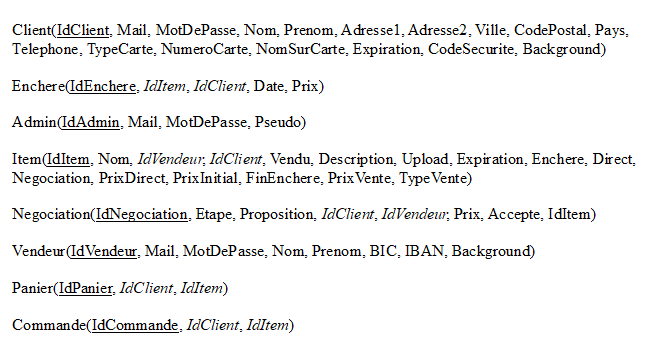 Client(IdClient, Mail, MotDePasse, Nom, Prenom, Adresse1, Adresse2, Ville, CodePostal, Pays,
Telephone, TypeCarte, NumeroCarte, NomSurCarte, Expiration, CodeSecurite, Background)
Enchere(IdEnchere, IdItem, IdClient, Date, Prix)
Admin(IdAdmin, Mail, MotDePasse, Pseudo)
Item(IdItem, Nom, IdVendeur, IdClient, Vendu, Description, Upload, Expiration, Enchere, Direct,
Negociation, PrixDirect, PrixInitial, FinEnchere, PrixVente, TypeVente)
Negociation(IdNegociation, Etape, Proposition, IdClient, IdVendeur, Prix, Accepte, IdItem)
Vendeur(IdVendeur, Mail, MotDePasse, Nom, Prenom, BIC, IBAN, Background)
Panier(IdPanier, IdClient, IdItem)
Commande(IdCommande, IdClient, IdItem)